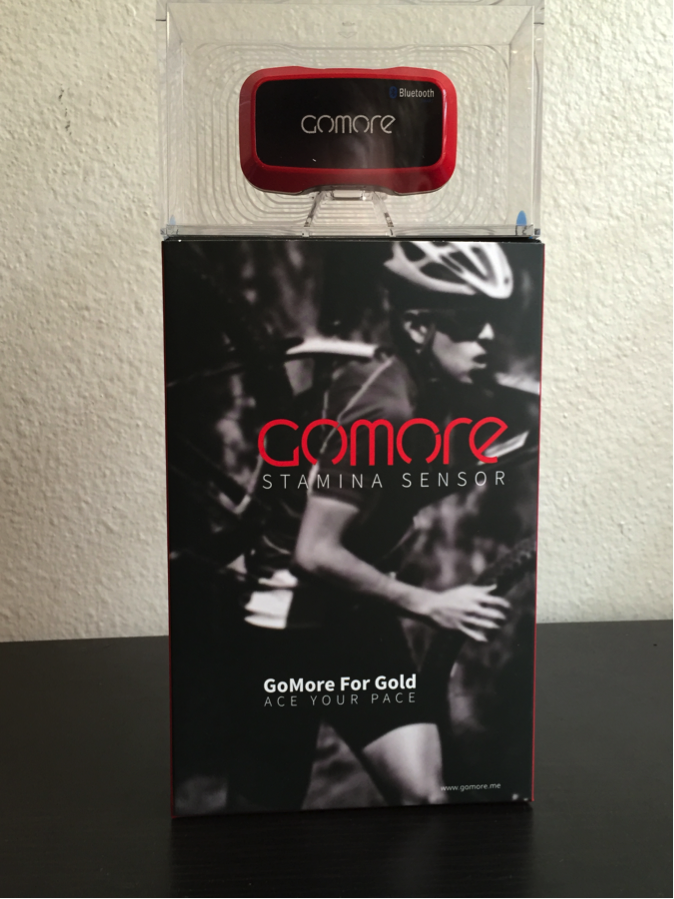 Bluetooth
GOMORE
GOMORE
STAMINA SENSOR
GoMore For Gold
ACE YOUR PACE
www.gomore.me